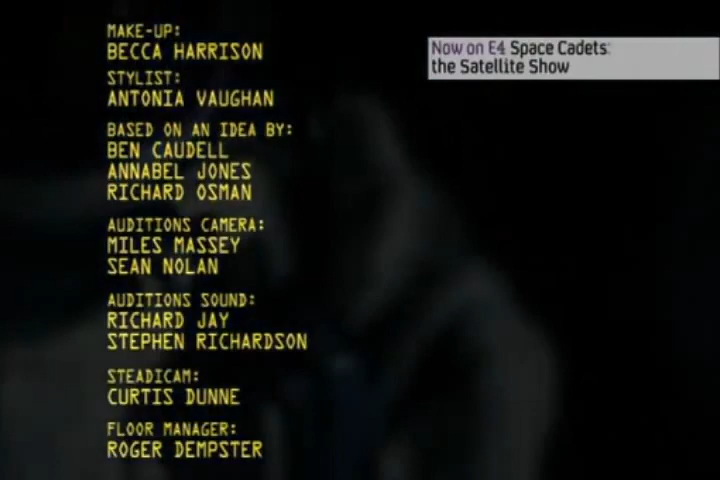 MAKE-UP:
BECCA HARRISON
STYLIST:
ANTONIA VAUGHAN
BASED ON AN IDEA BY:
BEN CAUDELL
ANNABEL JONES
RICHARD OSMAN
AUDITIONS CAMERA:
MILES MASSEY
SEAN NOLAN
AUDITIONS SOUND:
RICHARD JAY
STEPHEN RICHARDSON
STEADICAM:
CURTIS DUNNE
FLOOR MANAGER:
ROGER DEMPSTER
Now on E4 Space Cadets:
the Satellite Show